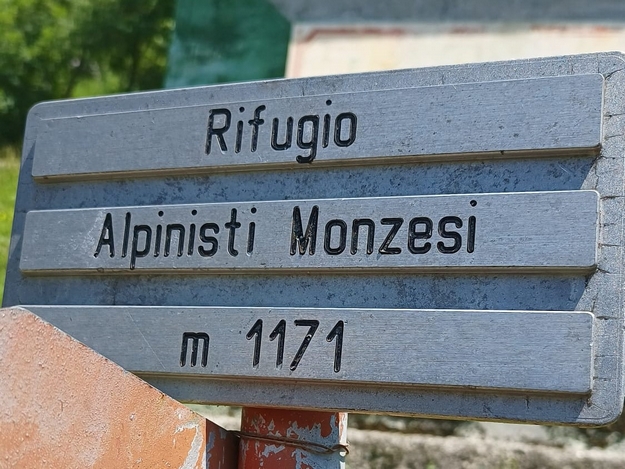 Rifugio
Alpinisti Monzesi
m 1171